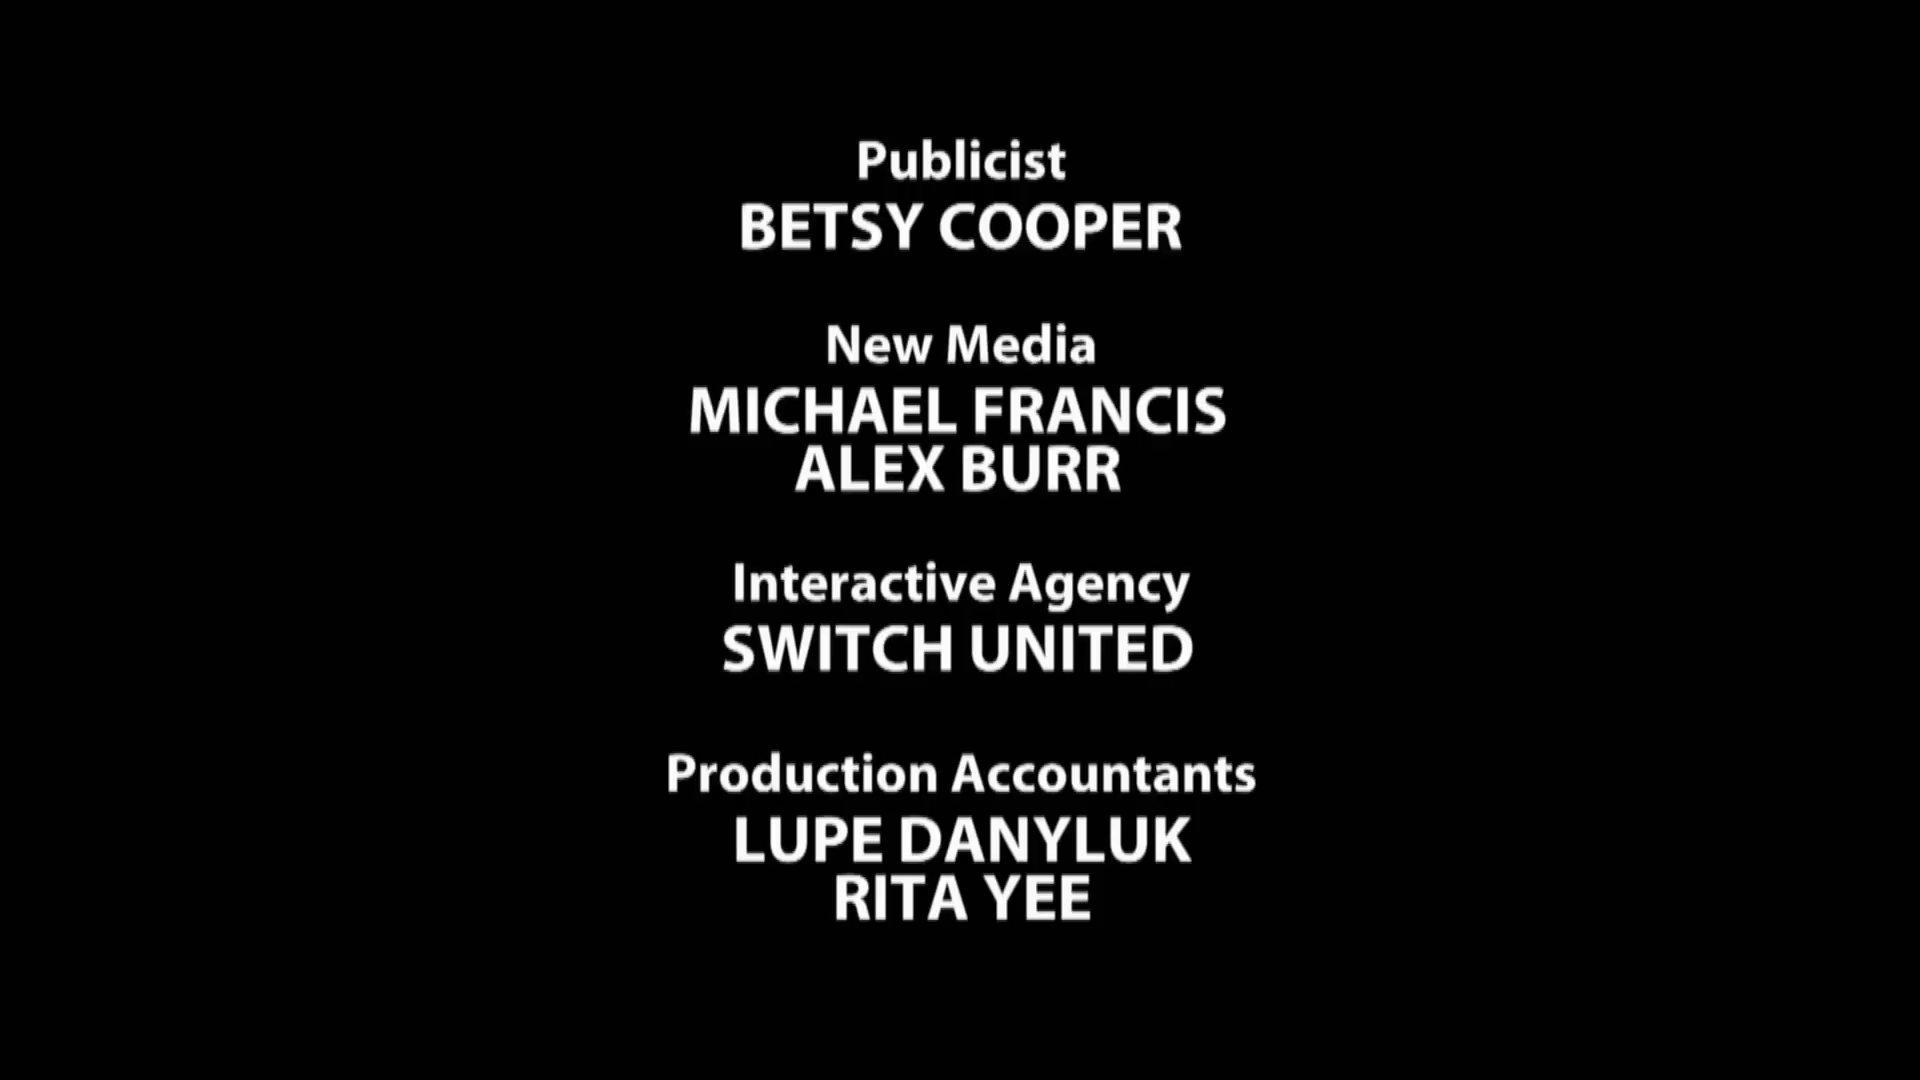 Publicist
BETSY COOPER
New Media
MICHAEL FRANCIS
ALEX BURR
Interactive Agency
SWITCH UNITED
Production Accountants
LUPE DANYLUK
RITA YEE